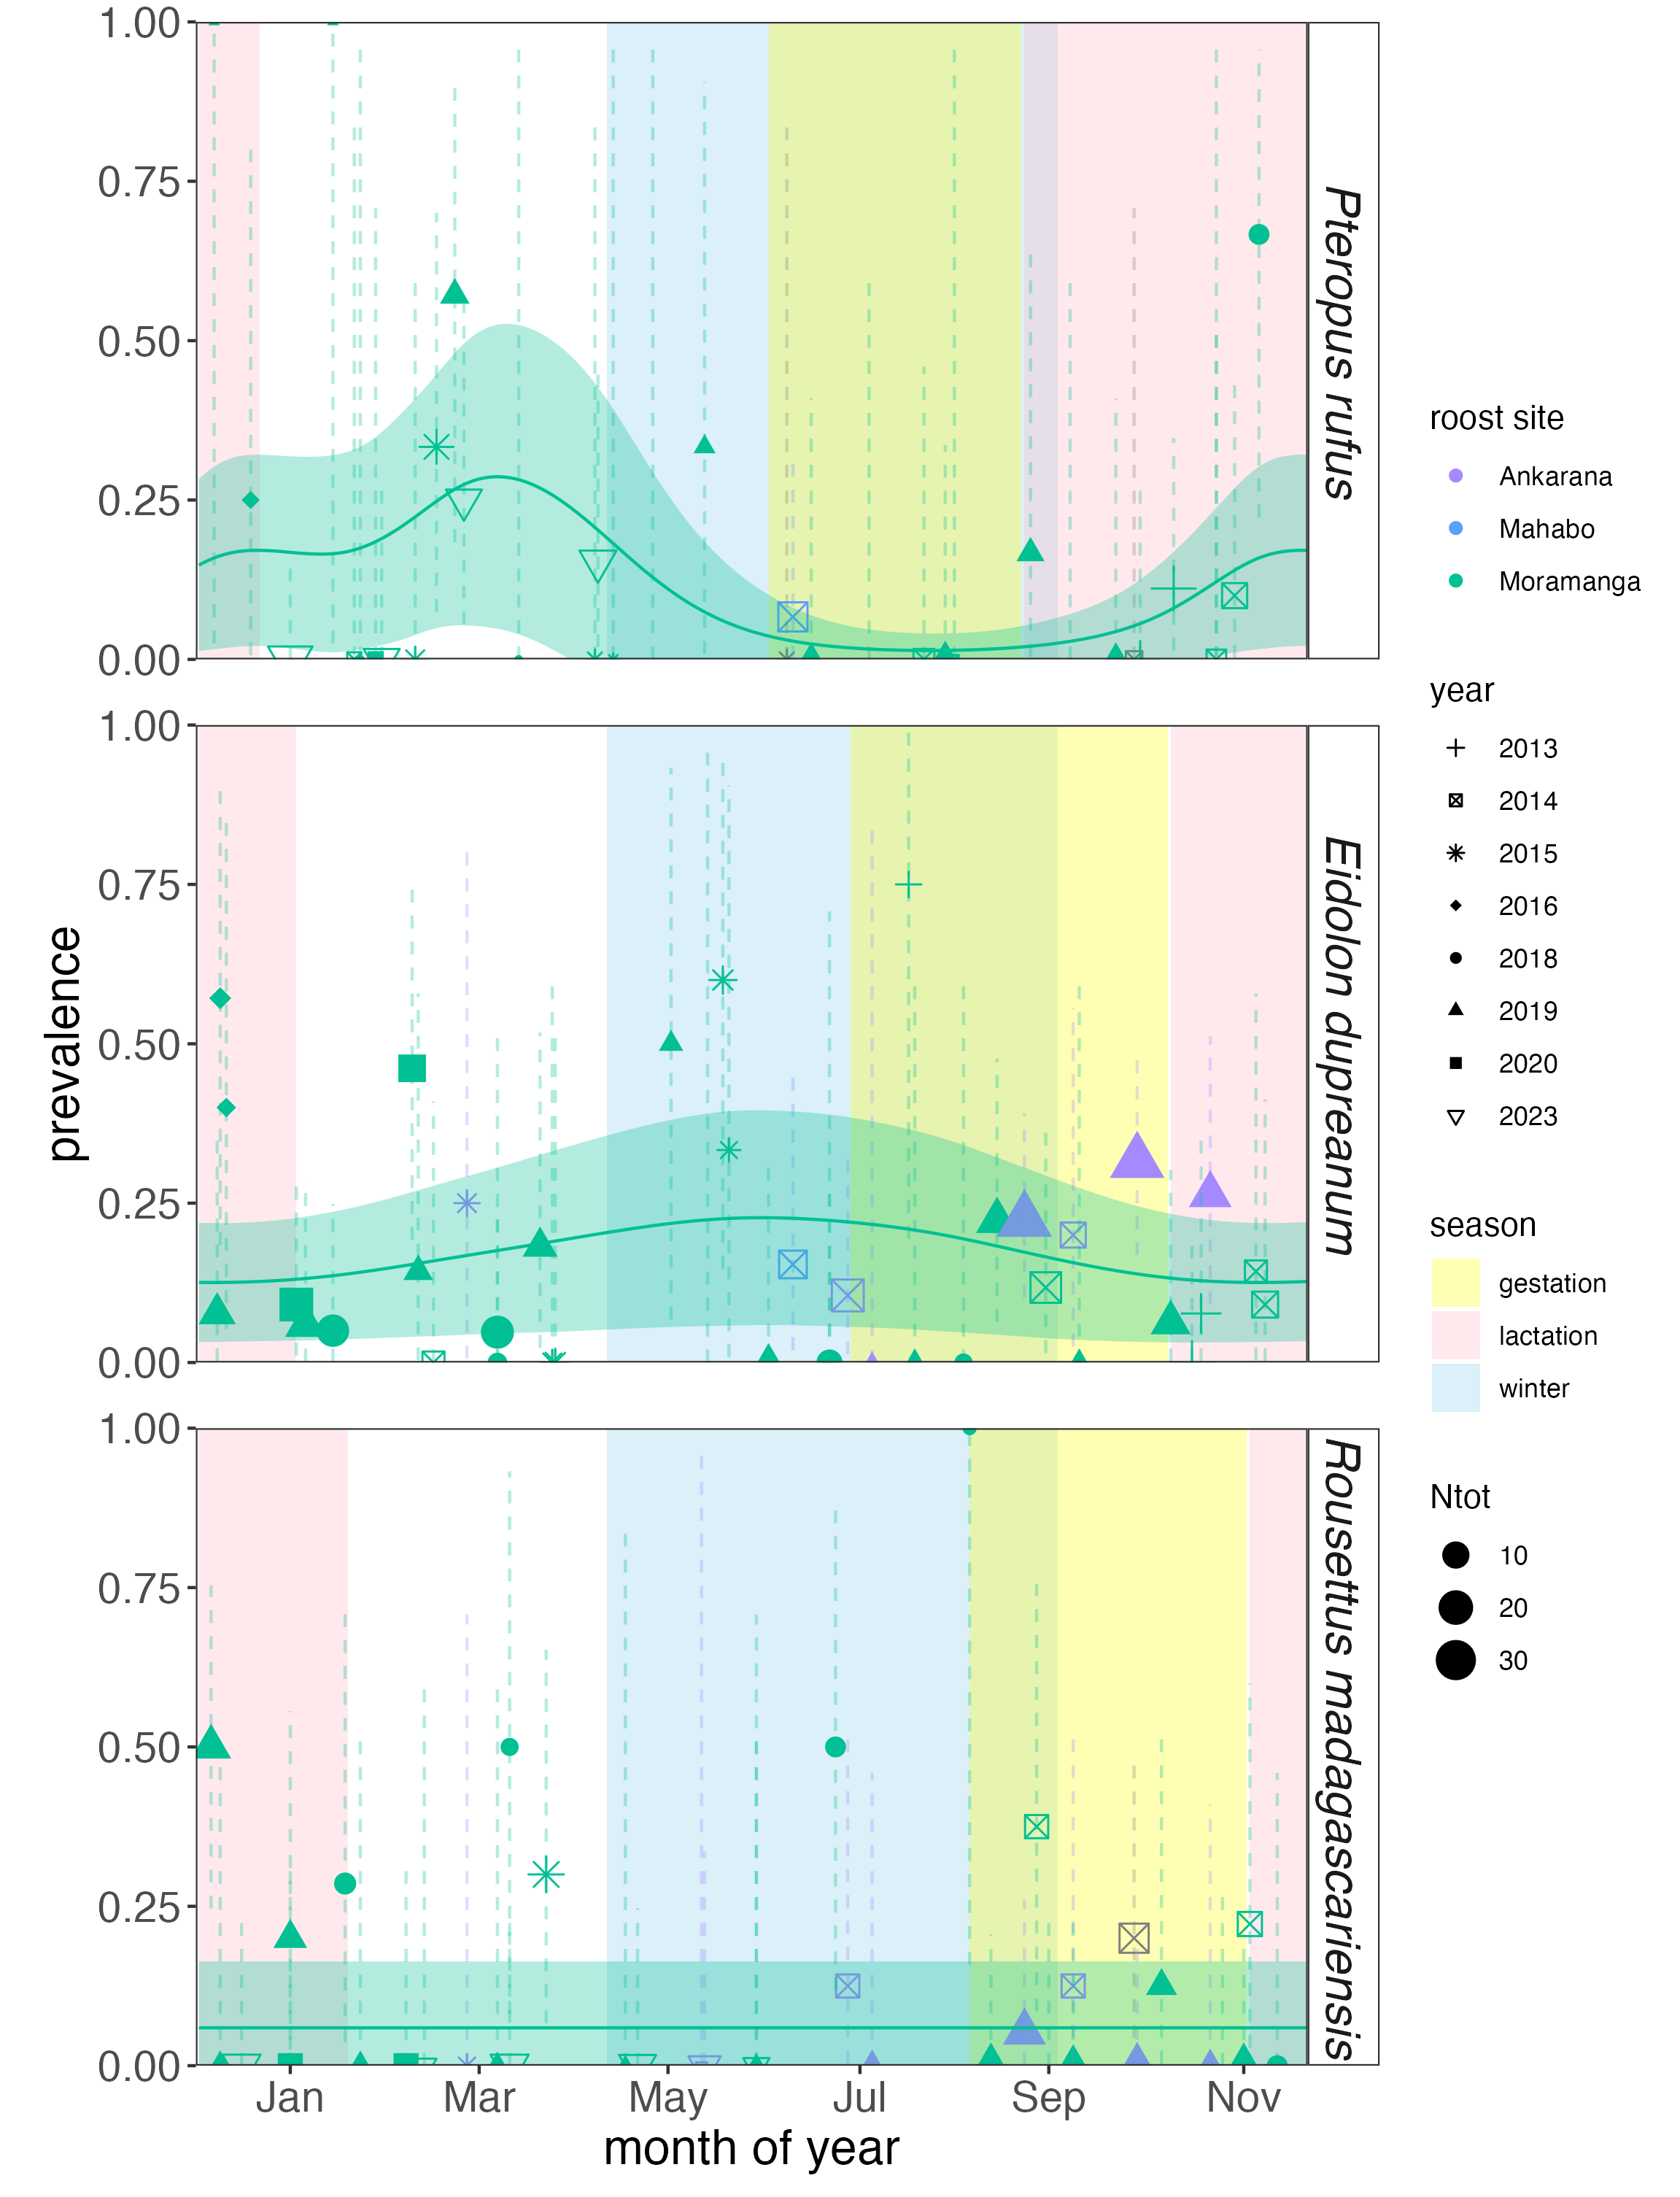 1.00
0.75
0.50
0.25
0.00
Pteropus rufus
1.00
0.75
0.50
0.25
0.00
Eidolon dupreanum
1.00
0.75
0.50
0.25
0.00
Rousettus madagascariensis
prevalence
Jan Mar May Jul Sep Nov
month of year
roost site
Ankarana
Mahabo
Moramanga
year
2013
2014
2015
2016
2018
2019
2020
2023
season
gestation
lactation
winter
Ntot
10
20
30